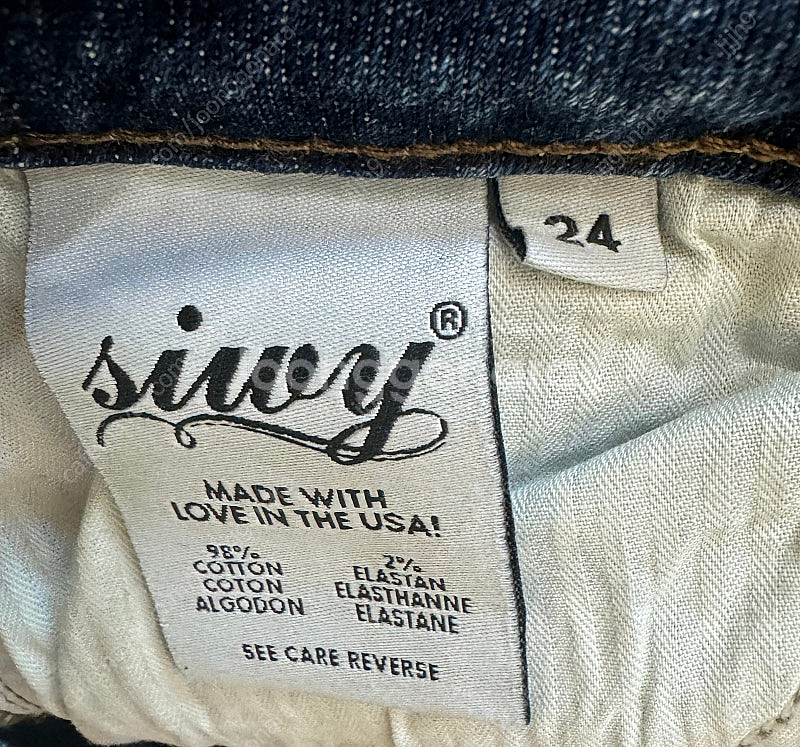 siwy®
24
MADE WITH
LOVE IN THE USA!
98%
COTTON
COTON
ALGODON
2%
ELASTAN
ELASTHANNE
ELASTANE
SEE CARE REVERSE